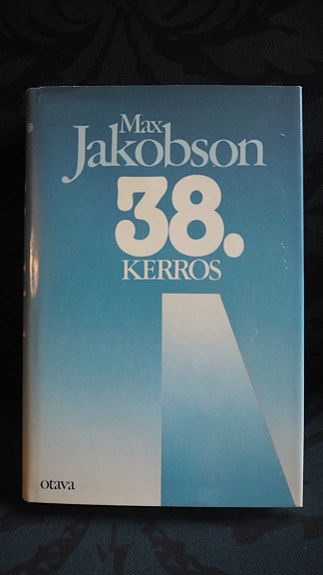 Max
Jakobson
38.
KERROS
otava